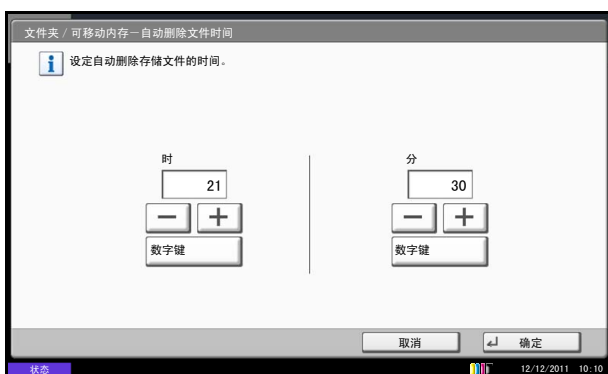 文件夹 / 可移动内存－自动删除文件时间
设定自动删除存储文件的时间。
时
分
21
30
数字键
数字键
取消
确定
状态
12/12/2011 10:10